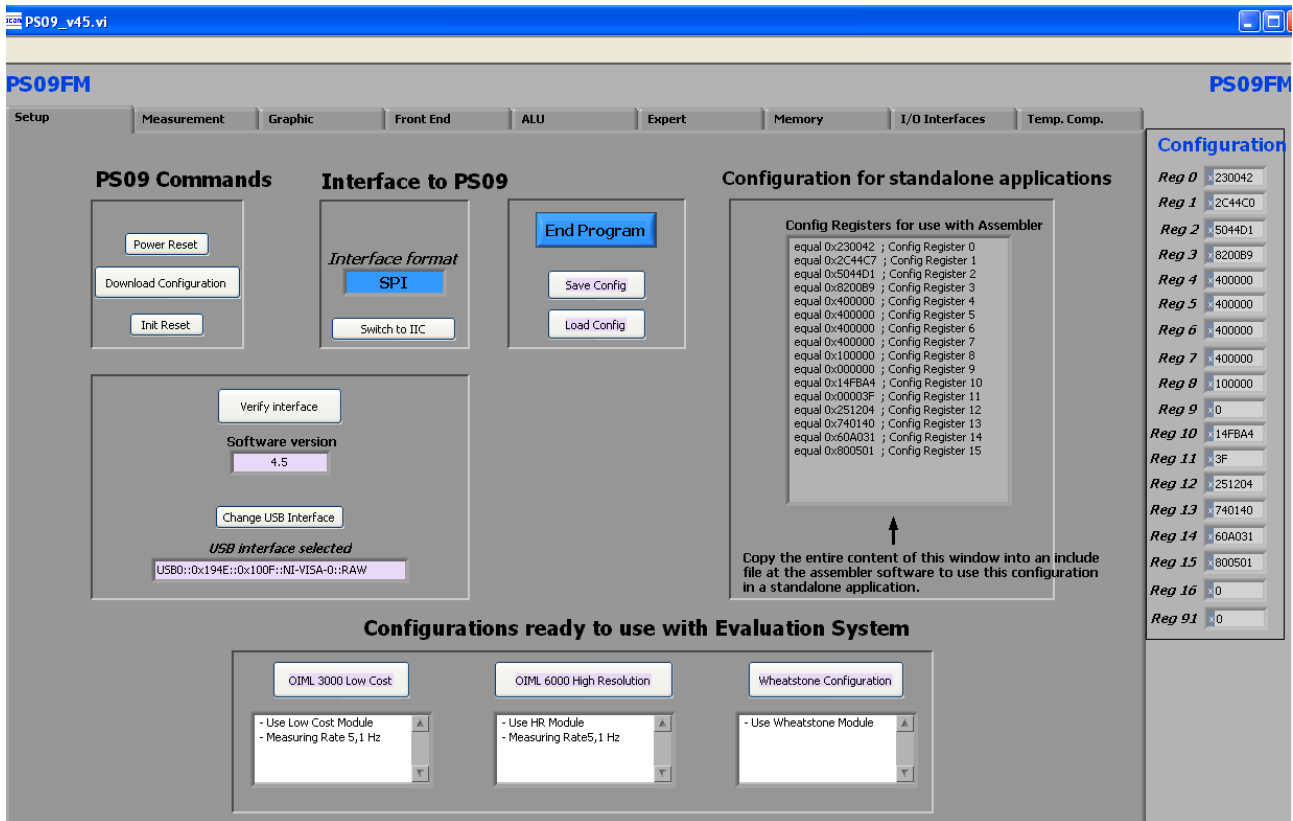 PS09_v45.vi
PS09FM
PS09FM
Setup
Measurement
Graphic
Front End
ALU
Expert
Memory
I/O Interfaces
Temp. Comp.
PS09 Commands
Power Reset
Download Configuration
Init Reset
Interface to PS09
Interface format
SPI
Switch to IIC
End Program
Save Config
Load Config
Verify interface
Software version
4.5
Change USB Interface
USB interface selected
USB0::0x194E::0x100F::NI-VISA-0::RAW
Configuration for standalone applications
Config Registers for use with Assembler
equal 0x230042 ; Config Register 0
equal 0x2C44C7 ; Config Register 1
equal 0x5044D1 ; Config Register 2
equal 0x8200B9 ; Config Register 3
equal 0x400000 ; Config Register 4
equal 0x400000 ; Config Register 5
equal 0x400000 ; Config Register 6
equal 0x400000 ; Config Register 7
equal 0x100000 ; Config Register 8
equal 0x000000 ; Config Register 9
equal 0x14FBA4 ; Config Register 10
equal 0x00003F ; Config Register 11
equal 0x251204 ; Config Register 12
equal 0x740140 ; Config Register 13
equal 0x60A031 ; Config Register 14
equal 0x800501 ; Config Register 15
Copy the entire content of this window into an include
file at the assembler software to use this configuration
in a standalone application.
Configurations ready to use with Evaluation System
OIML 3000 Low Cost
- Use Low Cost Module
- Measuring Rate 5,1 Hz
OIML 6000 High Resolution
- Use HR Module
- Measuring Rate5,1 Hz
Wheatstone Configuration
- Use Wheatstone Module
Configuration
Reg 0 x 230042
Reg 1 x 2C44C0
Reg 2 x 5044D1
Reg 3 x 8200B9
Reg 4 x 400000
Reg 5 x 400000
Reg 6 x 400000
Reg 7 x 400000
Reg 8 x 100000
Reg 9 x 0
Reg 10 x 14FBA4
Reg 11 x 3F
Reg 12 x 251204
Reg 13 x 740140
Reg 14 x 60A031
Reg 15 x 800501
Reg 16 x 0
Reg 91 x 0